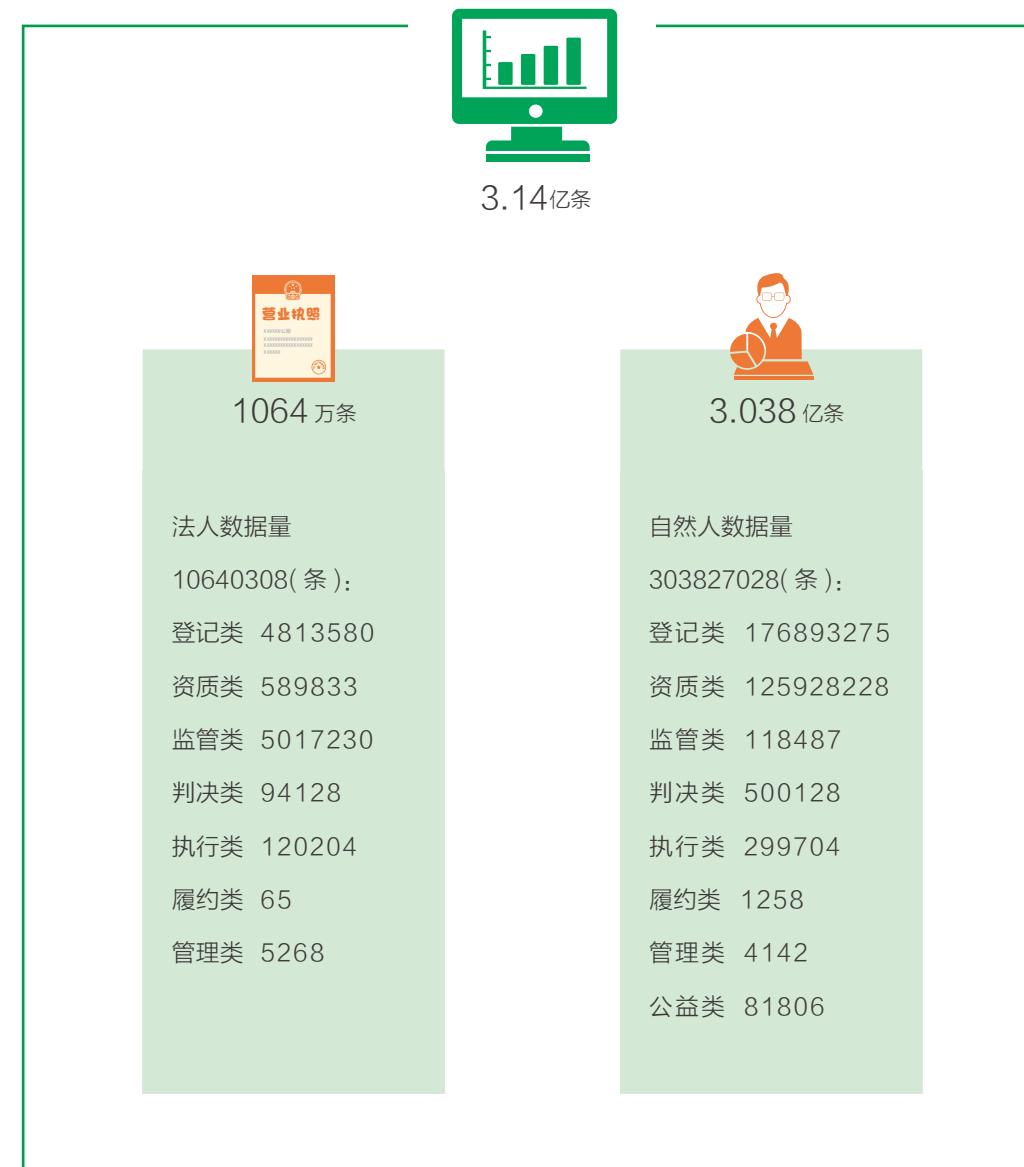 3.14亿条
营业执照
1064 万条
法人数据量
10640308( 条 ):
登记类 4813580
资质类 589833
监管类 5017230
判决类 94128
执行类 120204
履约类 65
管理类 5268
3.038 亿条
自然人数据量
303827028( 条 ):
登记类 176893275
资质类 125928228
监管类 118487
判决类 500128
执行类 299704
履约类 1258
管理类 4142
公益类 81806